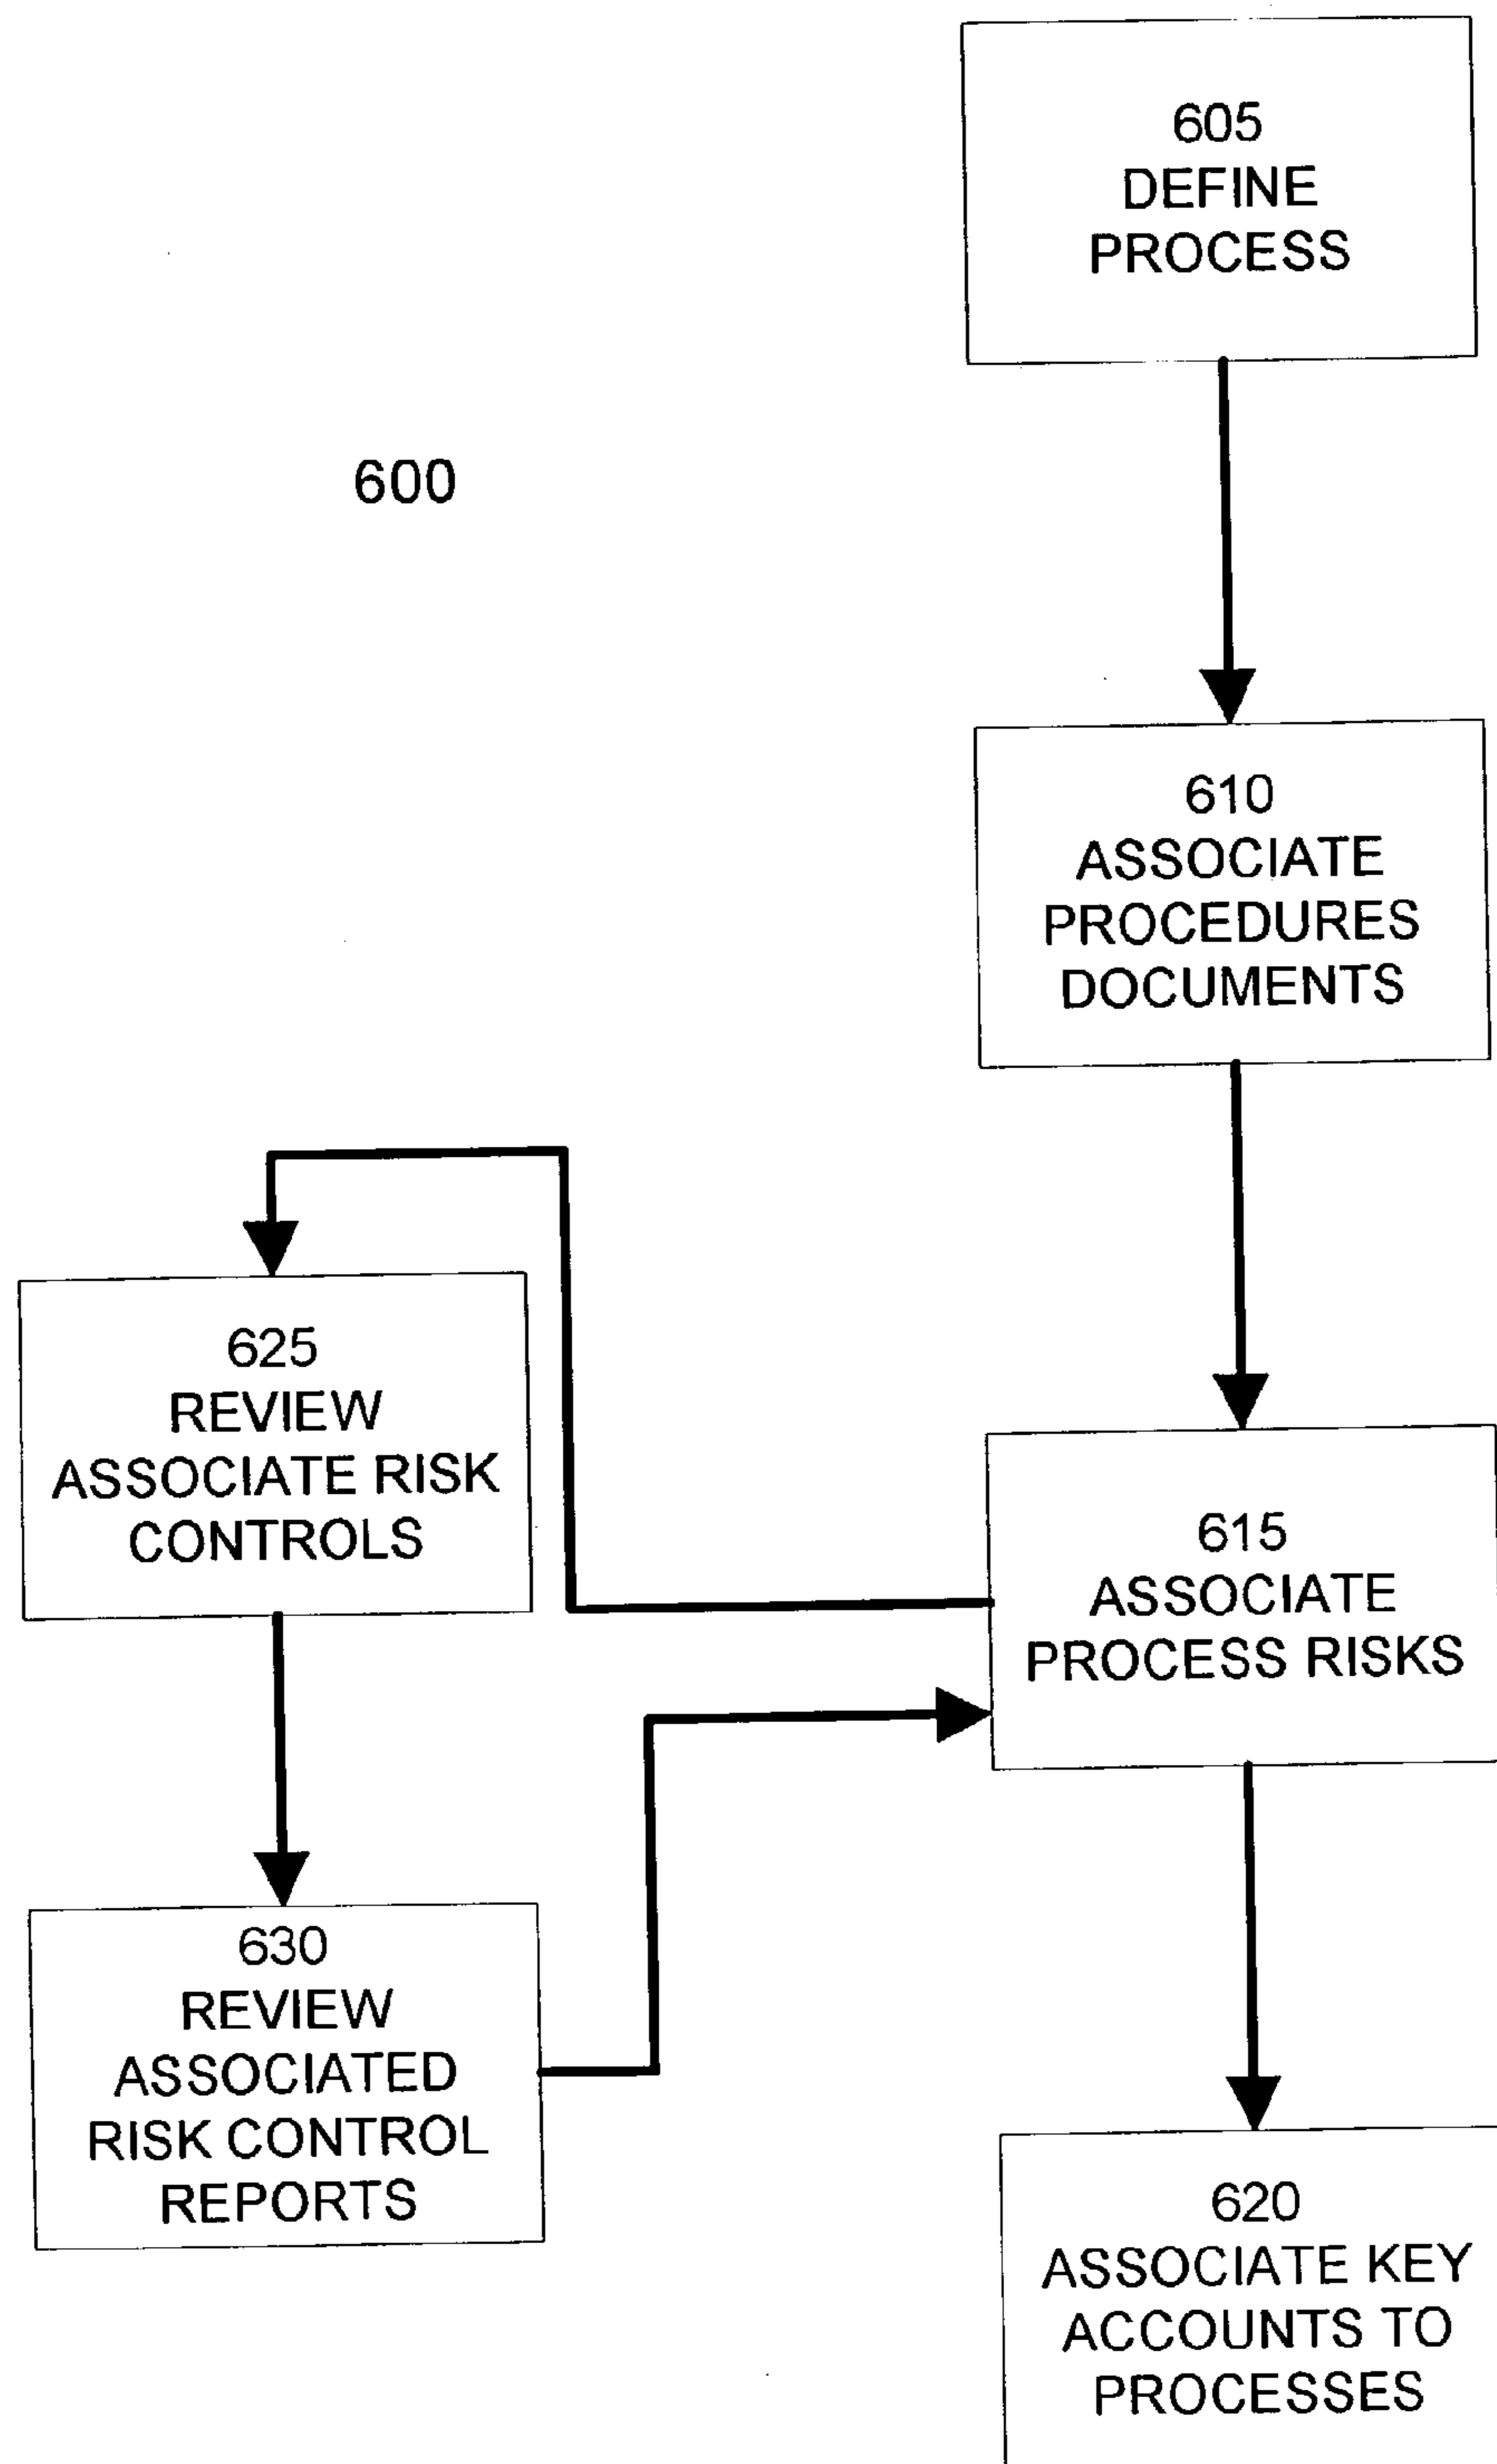 605
DEFINE
PROCESS
600
610
ASSOCIATE
PROCEDURES
DOCUMENTS
625
REVIEW
ASSOCIATE RISK
CONTROLS
615
ASSOCIATE
PROCESS RISKS
630
REVIEW
ASSOCIATED
RISK CONTROL
REPORTS
620
ASSOCIATE KEY
ACCOUNTS TO
PROCESSES